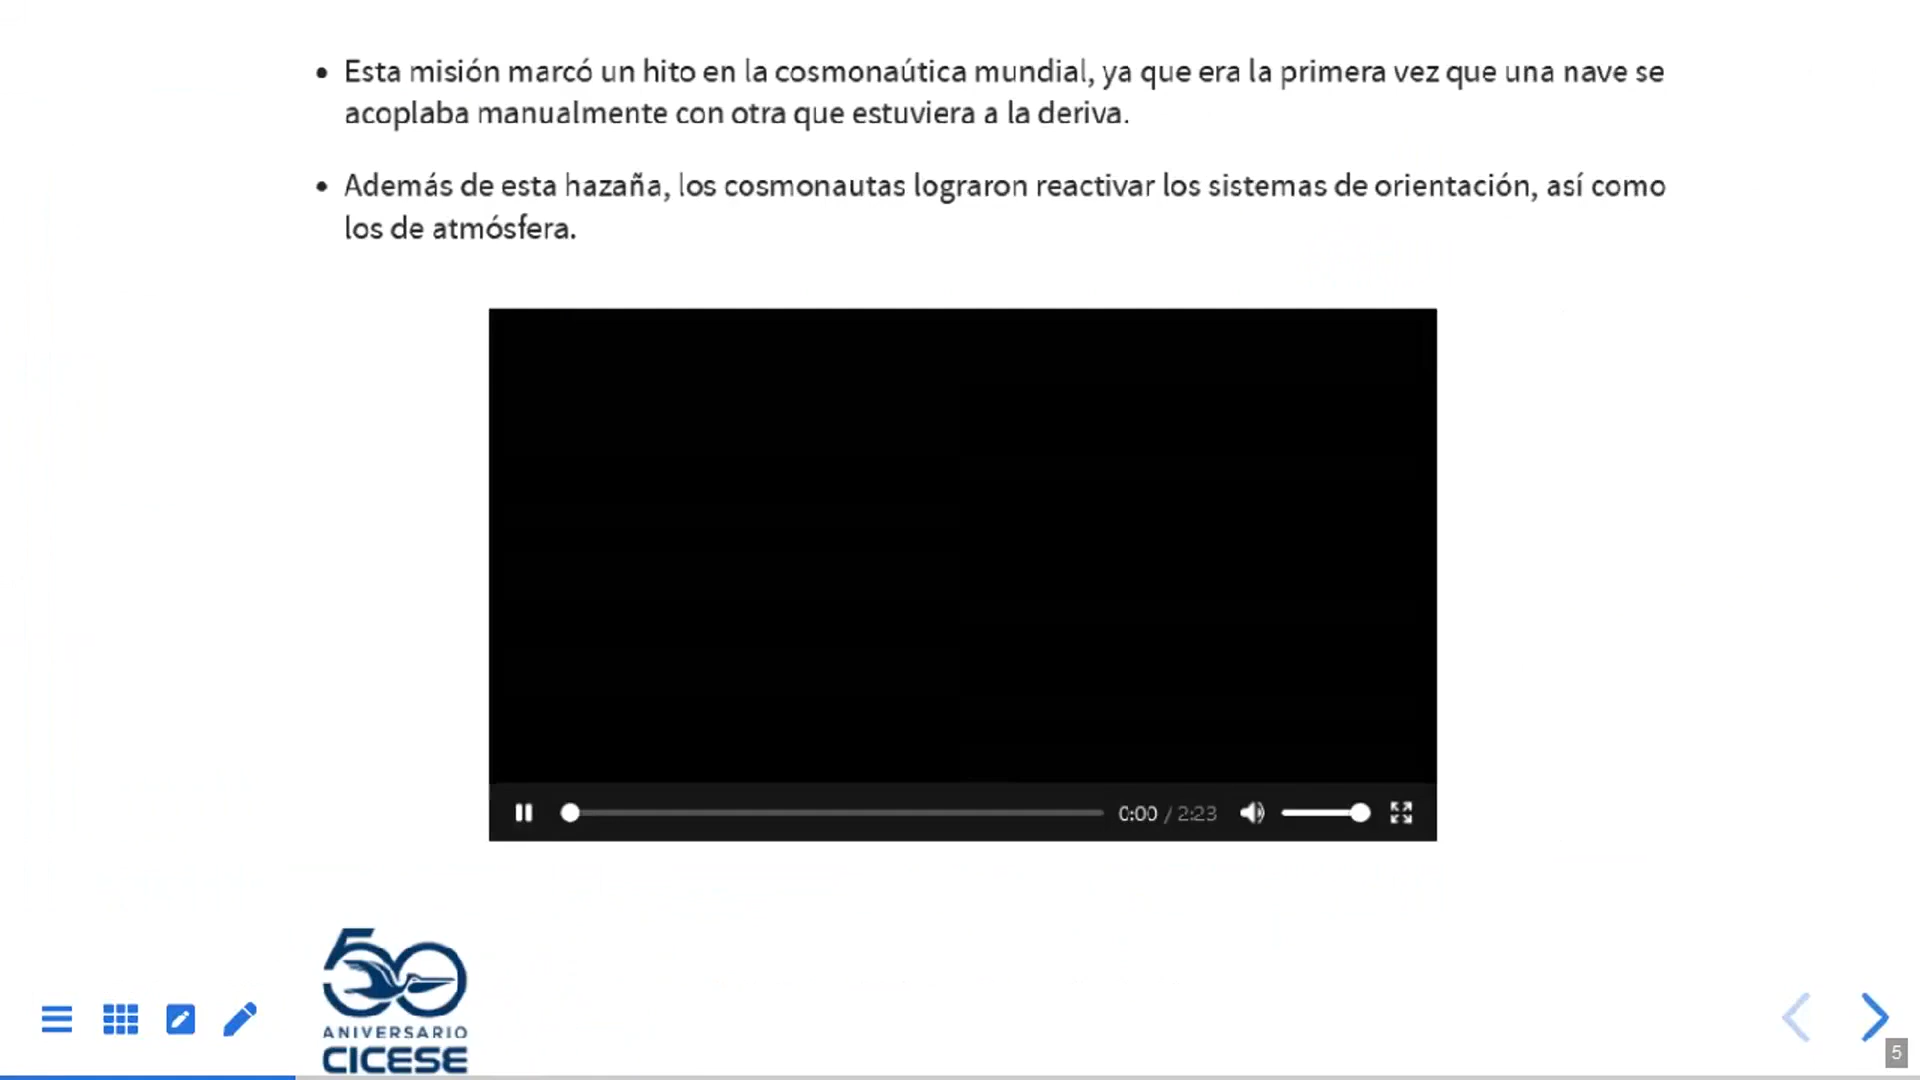 Esta misión marcó un hito en la cosmonaútica mundial, ya que era la primera vez que una nave se
acoplaba manualmente con otra que estuviera a la deriva.
Además de esta hazaña, los cosmonautas lograron reactivar los sistemas de orientación, así como
los de atmósfera.
0:00 / 2:23
50
ANIVERSARIO
CICESE
5